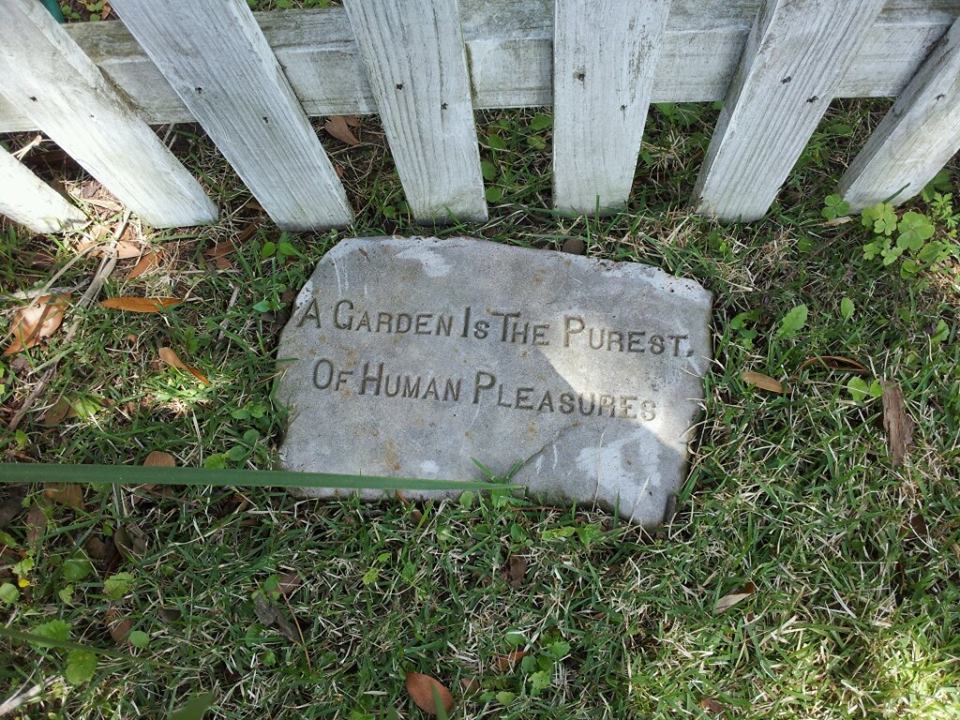 A GARDEN IS THE PUREST.
OF HUMAN PLEASURES